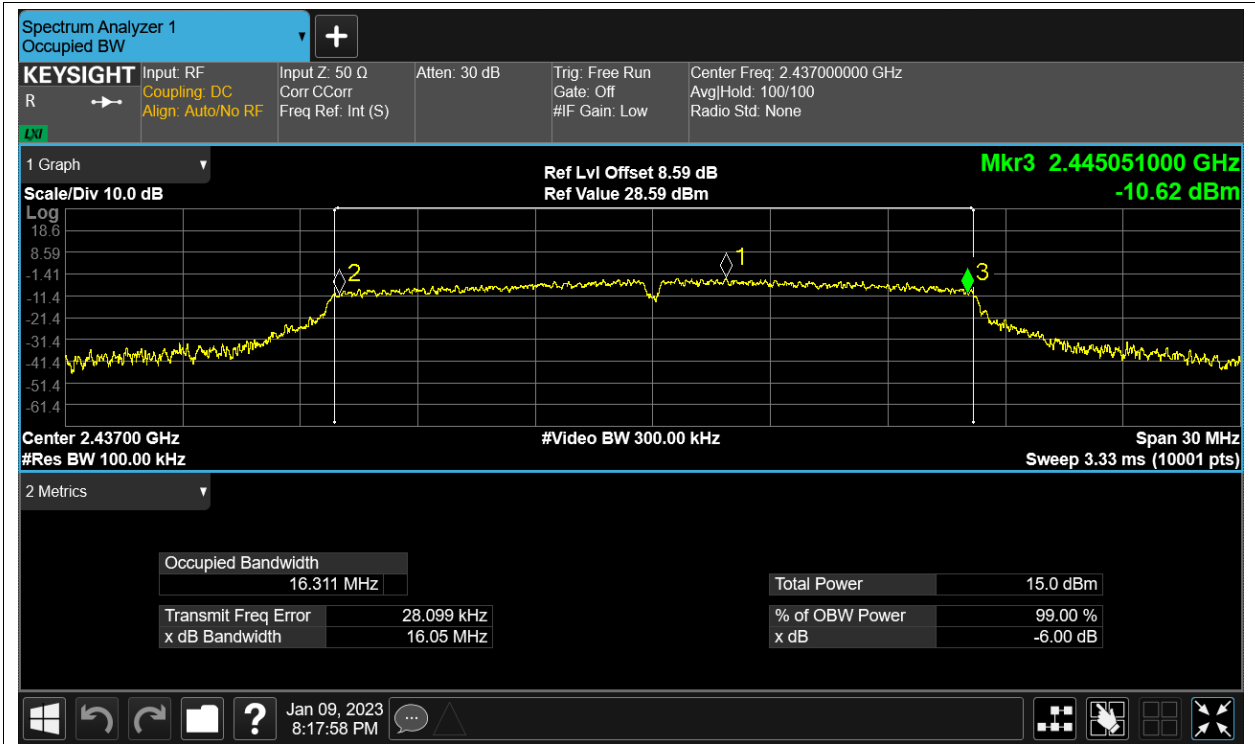 Spectrum Analyzer 1
Occupied BW
KEYSIGHT
R
LXI
Input: RF
Coupling: DC
Align: Auto/No RF
Input Z: 50 Ω
Corr CCorr
Freq Ref: Int (S)
Atten: 30 dB
Trig: Free Run
Gate: Off
#IF Gain: Low
Center Freq: 2.437000000 GHz
Avg|Hold: 100/100
Radio Std: None
1 Graph
Scale/Div 10.0 dB
Ref Lvl Offset 8.59 dB
Ref Value 28.59 dBm
Mkr3 2.445051000 GHz
-10.62 dBm
Log
18.6
8.59
-1.41
-11.4
-21.4
-31.4
-41.4
-51.4
-61.4
2
1
3
Center 2.43700 GHz
#Video BW 300.00 kHz
Span 30 MHz
#Res BW 100.00 kHz
Sweep 3.33 ms (10001 pts)
2 Metrics
Occupied Bandwidth
16.311 MHz
Transmit Freq Error 28.099 kHz
x dB Bandwidth 16.05 MHz
Total Power 15.0 dBm
% of OBW Power 99.00 %
x dB -6.00 dB
?
Jan 09, 2023
8:17:58 PM